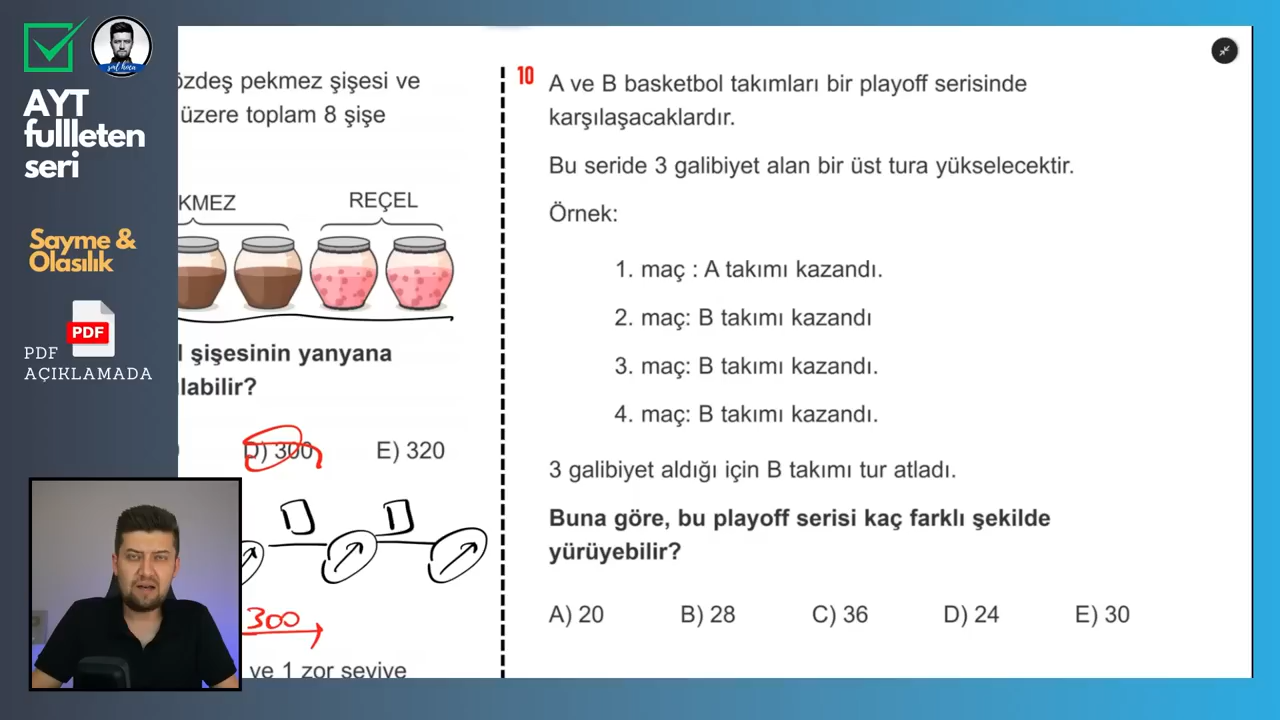 AYT
fullleten
seri
Sayme &
Olasılık
PDF
PDF
AÇIKLAMADA
özdeş pekmez şişesi ve
üzere toplam 8 şişe
KMEZ
REÇEL
şişesinin yanyana
labilir?
D) 300
E) 320
300
ve 1 zor seviye
10
A ve B basketbol takımları bir playoff serisinde
karşılaşacaklardır.
Bu seride 3 galibiyet alan bir üst tura yükselecektir.
Örnek:
1. maç : A takımı kazandı.
2. maç: B takımı kazandı
3. maç: B takımı kazandı.
4. maç: B takımı kazandı.
3 galibiyet aldığı için B takımı tur atladı.
Buna göre, bu playoff serisi kaç farklı şekilde
yürüyebilir?
A) 20
B) 28
C) 36
D) 24
E) 30